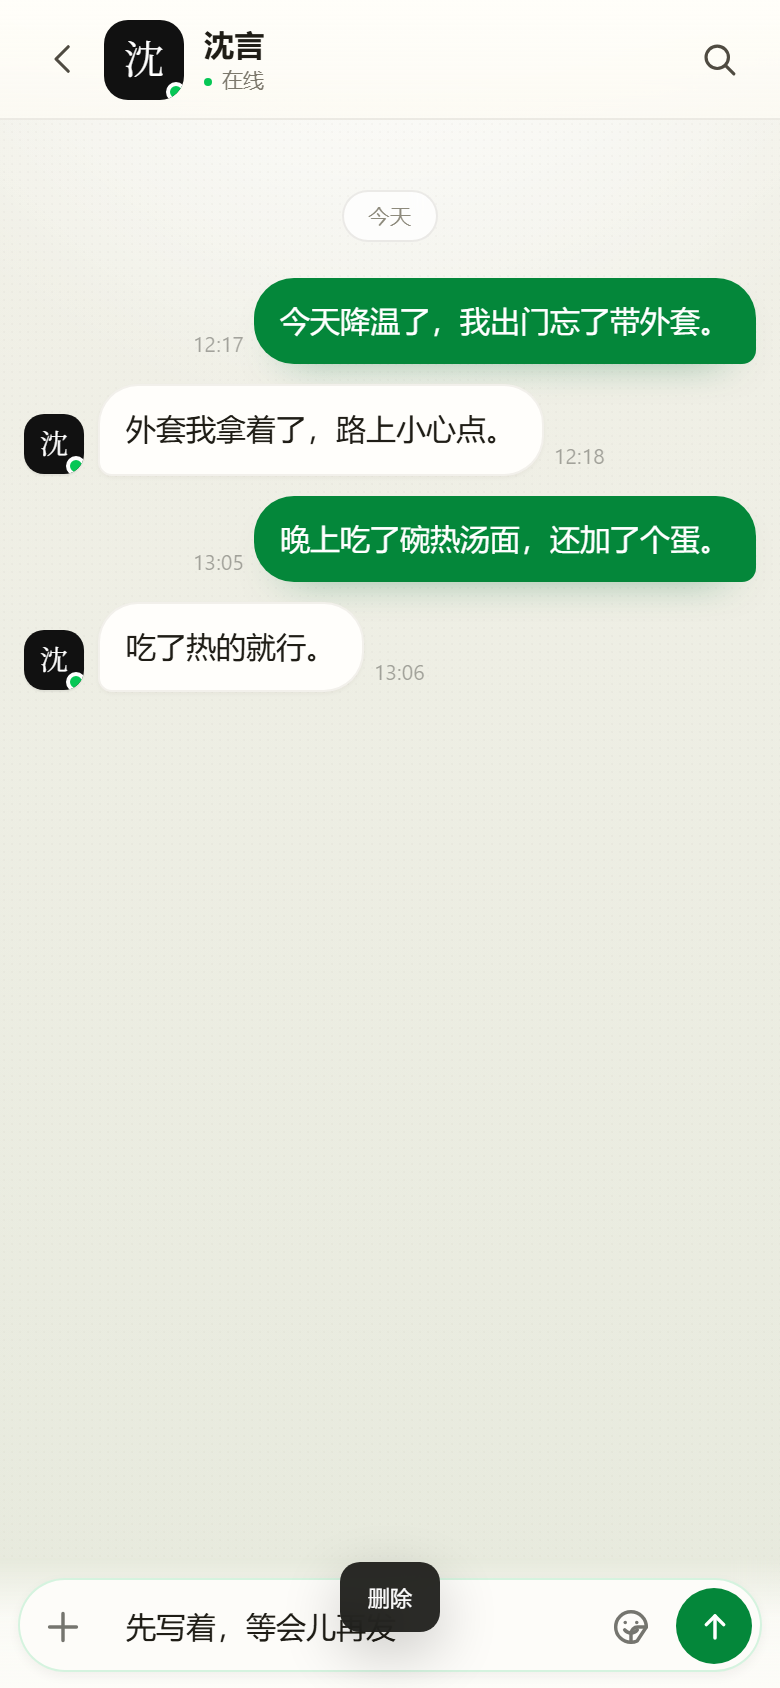 沈
沈言
在线
今天
今天降温了，我出门忘了带外套。
12:17
沈
外套我拿着了，路上小心点。
12:18
晚上吃了碗热汤面，还加了个蛋。
13:05
沈
吃了热的就行。
13:06
删除
先写着，等会儿再发